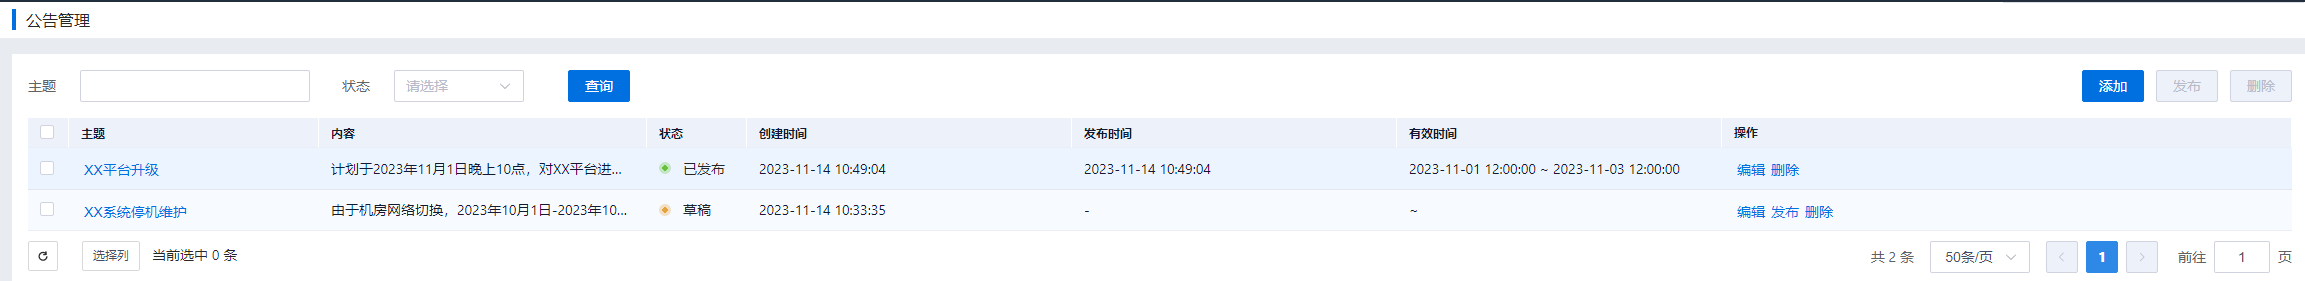 公告管理
主题 状态 请选择 查询 添加 发布 删除
主题 内容 状态 创建时间 发布时间 有效时间 操作
XX平台升级 计划于2023年11月1日晚上10点，对XX平台进... 已发布 2023-11-14 10:49:04 2023-11-14 10:49:04 2023-11-01 12:00:00 ~ 2023-11-03 12:00:00 编辑 删除
XX系统停机维护 由于机房网络切换，2023年10月1日-2023年10... 草稿 2023-11-14 10:33:35 - ~ 编辑 发布 删除
选择列 当前选中 0 条 共 2 条 50条/页 1 前往 1 页